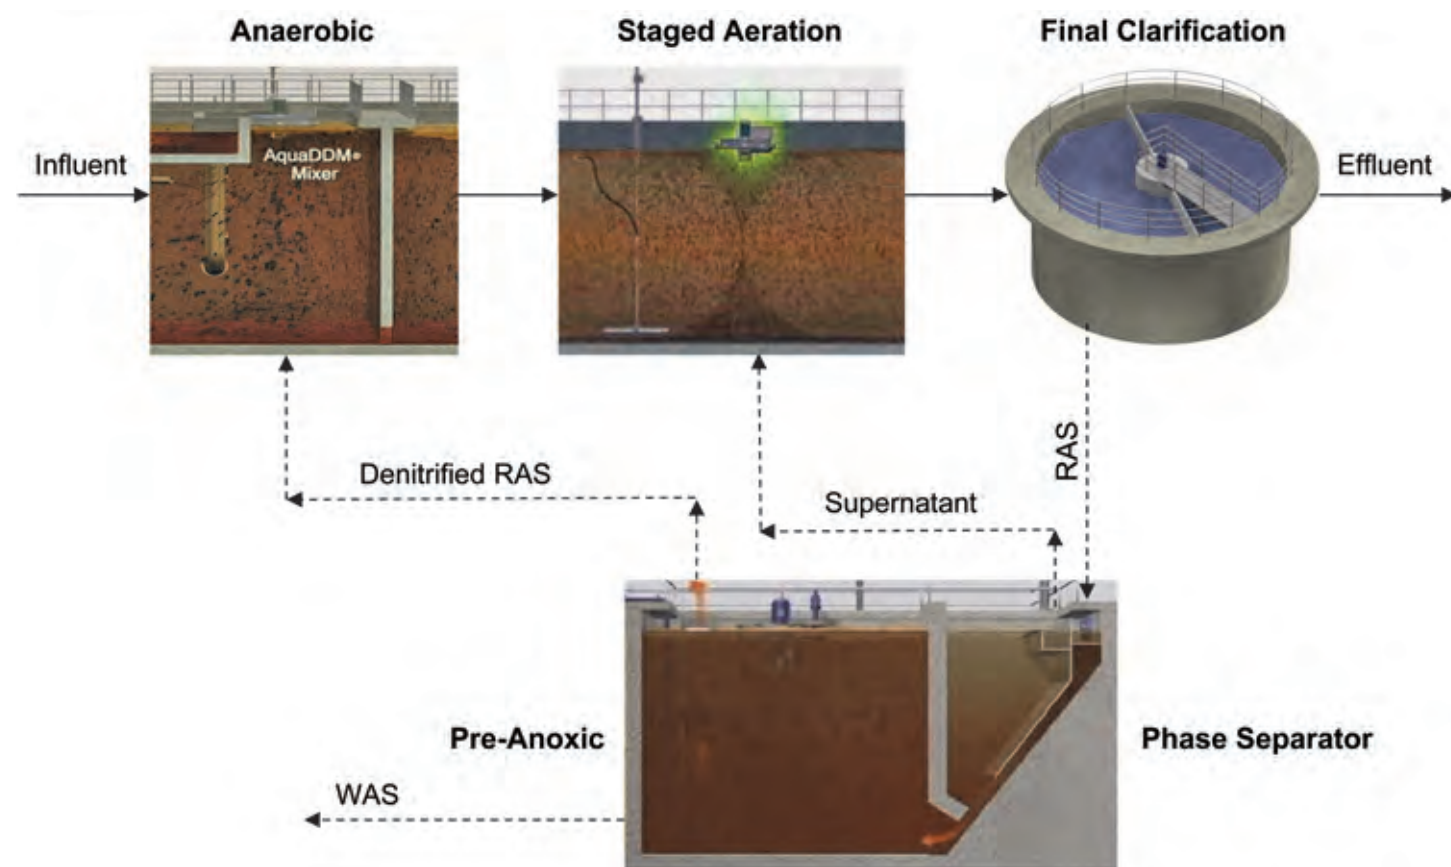 Anaerobic
Staged Aeration
Final Clarification
Influent
AquaDDM®
Mixer
Effluent
Denitrified RAS
Supernatant
RAS
Pre-Anoxic
Phase Separator
WAS